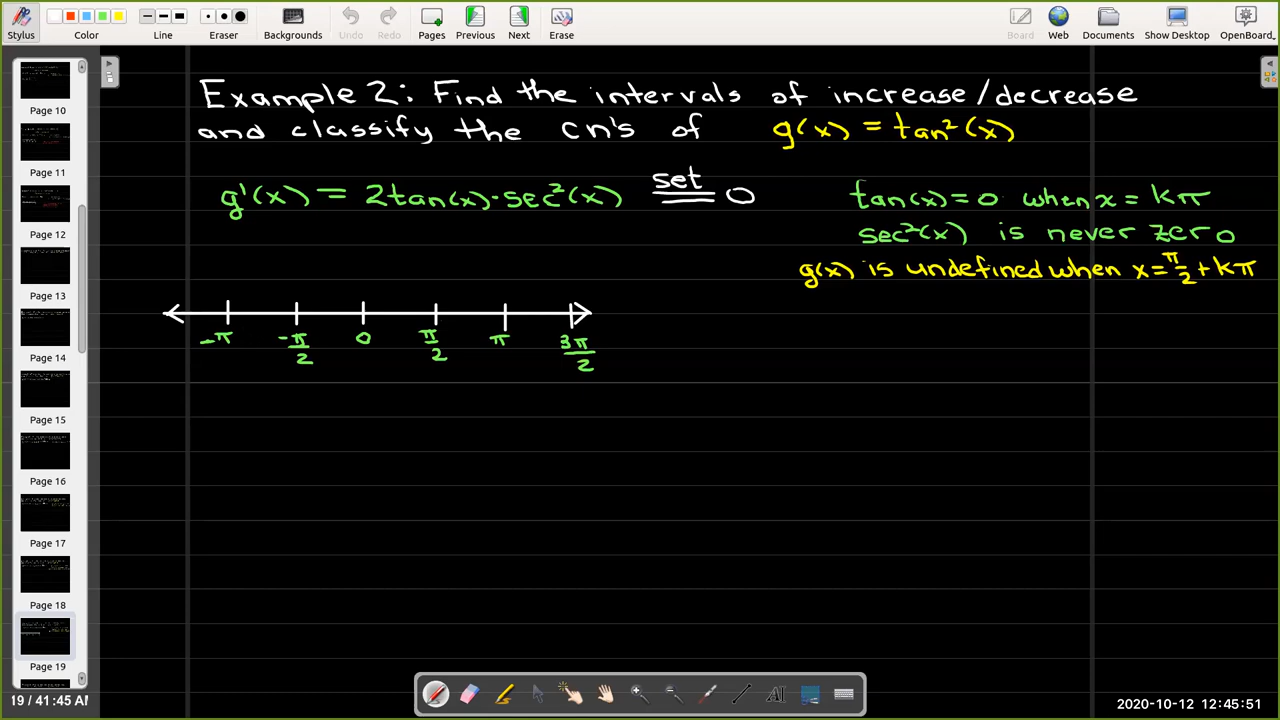 Stylus
Color
Line
Eraser
Backgrounds
Undo
Redo
Pages
Previous
Next
Erase
Board
Web
Documents
Show Desktop
OpenBoard
Example 2: Find the intervals of increase/decrease
and classify the cn's of g(x) = tan²(x)
g'(x) = 2tan(x)·sec²(x) set 0
tan(x) = 0 when x = kπ
sec²(x) is never zero
g(x) is undefined when x = π/2 + kπ
-π -π/2 0 π/2 π 3π/2
Page 10
Page 11
Page 12
Page 13
Page 14
Page 15
Page 16
Page 17
Page 18
Page 19
19 / 41:45 AM
2020-10-12 12:45:51